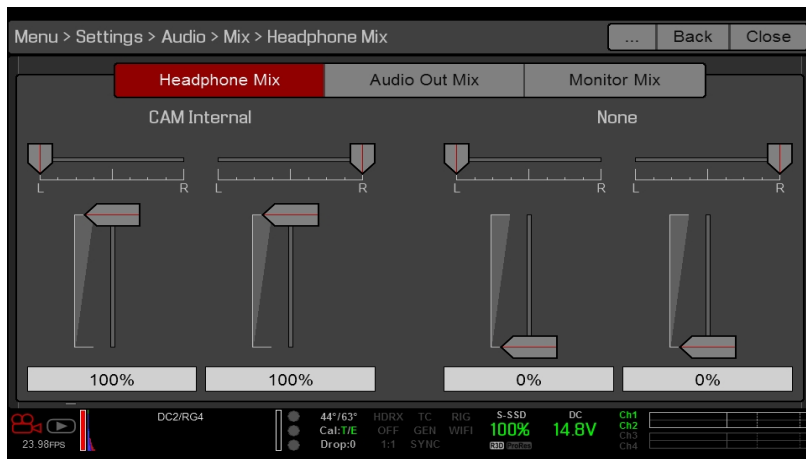 Menu > Settings > Audio > Mix > Headphone Mix
... Back Close
Headphone Mix Audio Out Mix Monitor Mix
CAM Internal None
L R L R L R L R
100% 100% 0% 0%
23.98FPS
DC2/RG4
44°/63° HDRX TC RIG
Cal:T/E OFF GEN WIFI
Drop:0 1:1 SYNC
S-SSD
100%
R3D ProRes
DC
14.8V
Ch1
Ch2
Ch3
Ch4